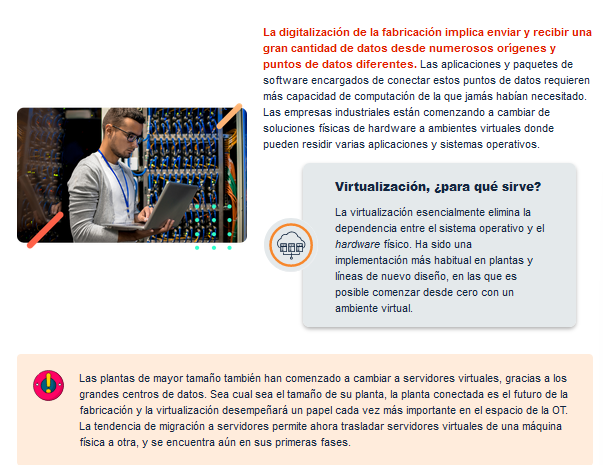 La digitalización de la fabricación implica enviar y recibir una
gran cantidad de datos desde numerosos orígenes y
puntos de datos diferentes. Las aplicaciones y paquetes de
software encargados de conectar estos puntos de datos requieren
más capacidad de computación de la que jamás habían necesitado.
Las empresas industriales están comenzando a cambiar de
soluciones físicas de hardware a ambientes virtuales donde
pueden residir varias aplicaciones y sistemas operativos.
Virtualización, ¿para qué sirve?
La virtualización esencialmente elimina la
dependencia entre el sistema operativo y el
hardware físico. Ha sido una
implementación más habitual en plantas y
líneas de nuevo diseño, en las que es
posible comenzar desde cero con un
ambiente virtual.
Las plantas de mayor tamaño también han comenzado a cambiar a servidores virtuales, gracias a los
grandes centros de datos. Sea cual sea el tamaño de su planta, la planta conectada es el futuro de la
fabricación y la virtualización desempeñará un papel cada vez más importante en el espacio de la OT.
La tendencia de migración a servidores permite ahora trasladar servidores virtuales de una máquina
física a otra, y se encuentra aún en sus primeras fases.